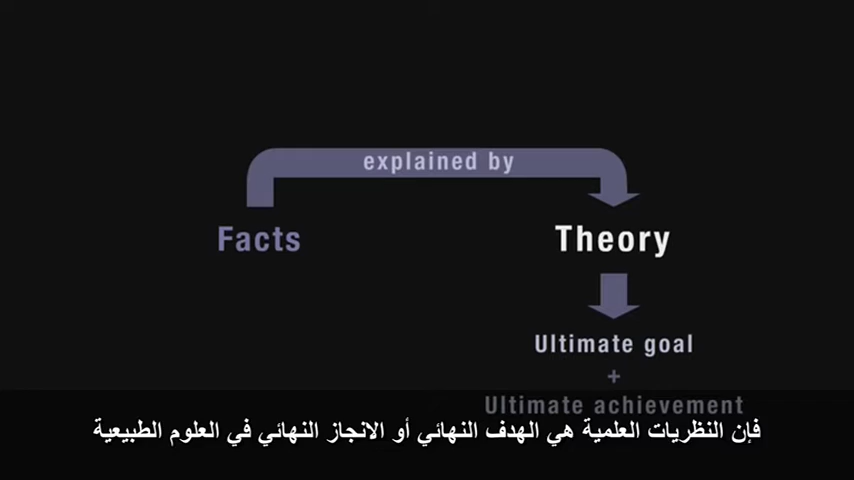 explained by
Facts
Theory
Ultimate goal
+
Ultimate achievement
فإن النظريات العلمية هي الهدف النهائي أو الانجاز النهائي في العلوم الطبيعية